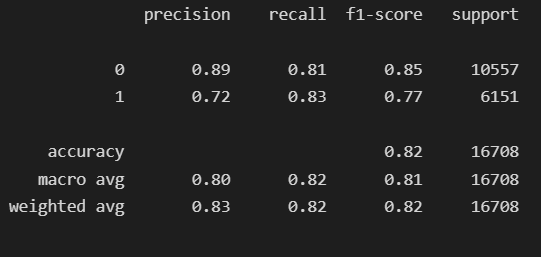 precision recall f1-score support
0 0.89 0.81 0.85 10557
1 0.72 0.83 0.77 6151
accuracy 0.82 16708
macro avg 0.80 0.82 0.81 16708
weighted avg 0.83 0.82 0.82 16708